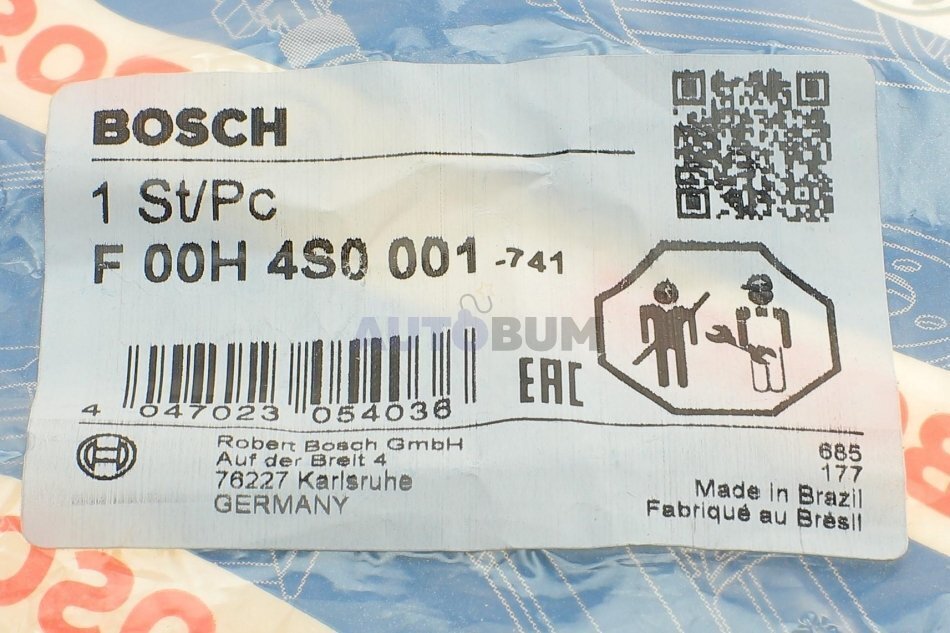 BOSCH
1 St/Pc
F 00H 4S0 001 -741
AUTOBUM
4 047023 054036
EAC
Robert Bosch GmbH
Auf der Breit 4
76227 Karlsruhe
GERMANY
685
177
Made in Brazil
Fabriqué au Brésil